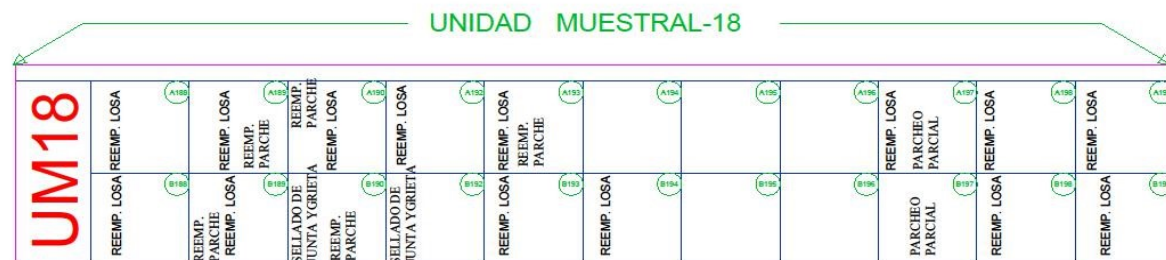 UNIDAD MUESTRAL-18
UM18
REEMP. LOSA
A188
REEMP. LOSA
REEMP.
PARCHE
A189
REEMP.
PARCHE
REEMP. LOSA
A190
REEMP. LOSA
A192
REEMP. LOSA
REEMP.
PARCHE
A193
A194
A195
A196
REEMP. LOSA
PARCHEO
PARCIAL
A197
REEMP. LOSA
A198
REEMP. LOSA
REEMP. LOSA
B188
REEMP.
PARCHE
REEMP. LOSA
B189
SELLADO DE
JUNTA Y GRIETA
REEMP.
PARCHE
B190
SELLADO DE
JUNTA Y GRIETA
B192
REEMP. LOSA
B193
REEMP. LOSA
B194
B195
B196
PARCHEO
PARCIAL
B197
REEMP. LOSA
B198
REEMP. LOSA